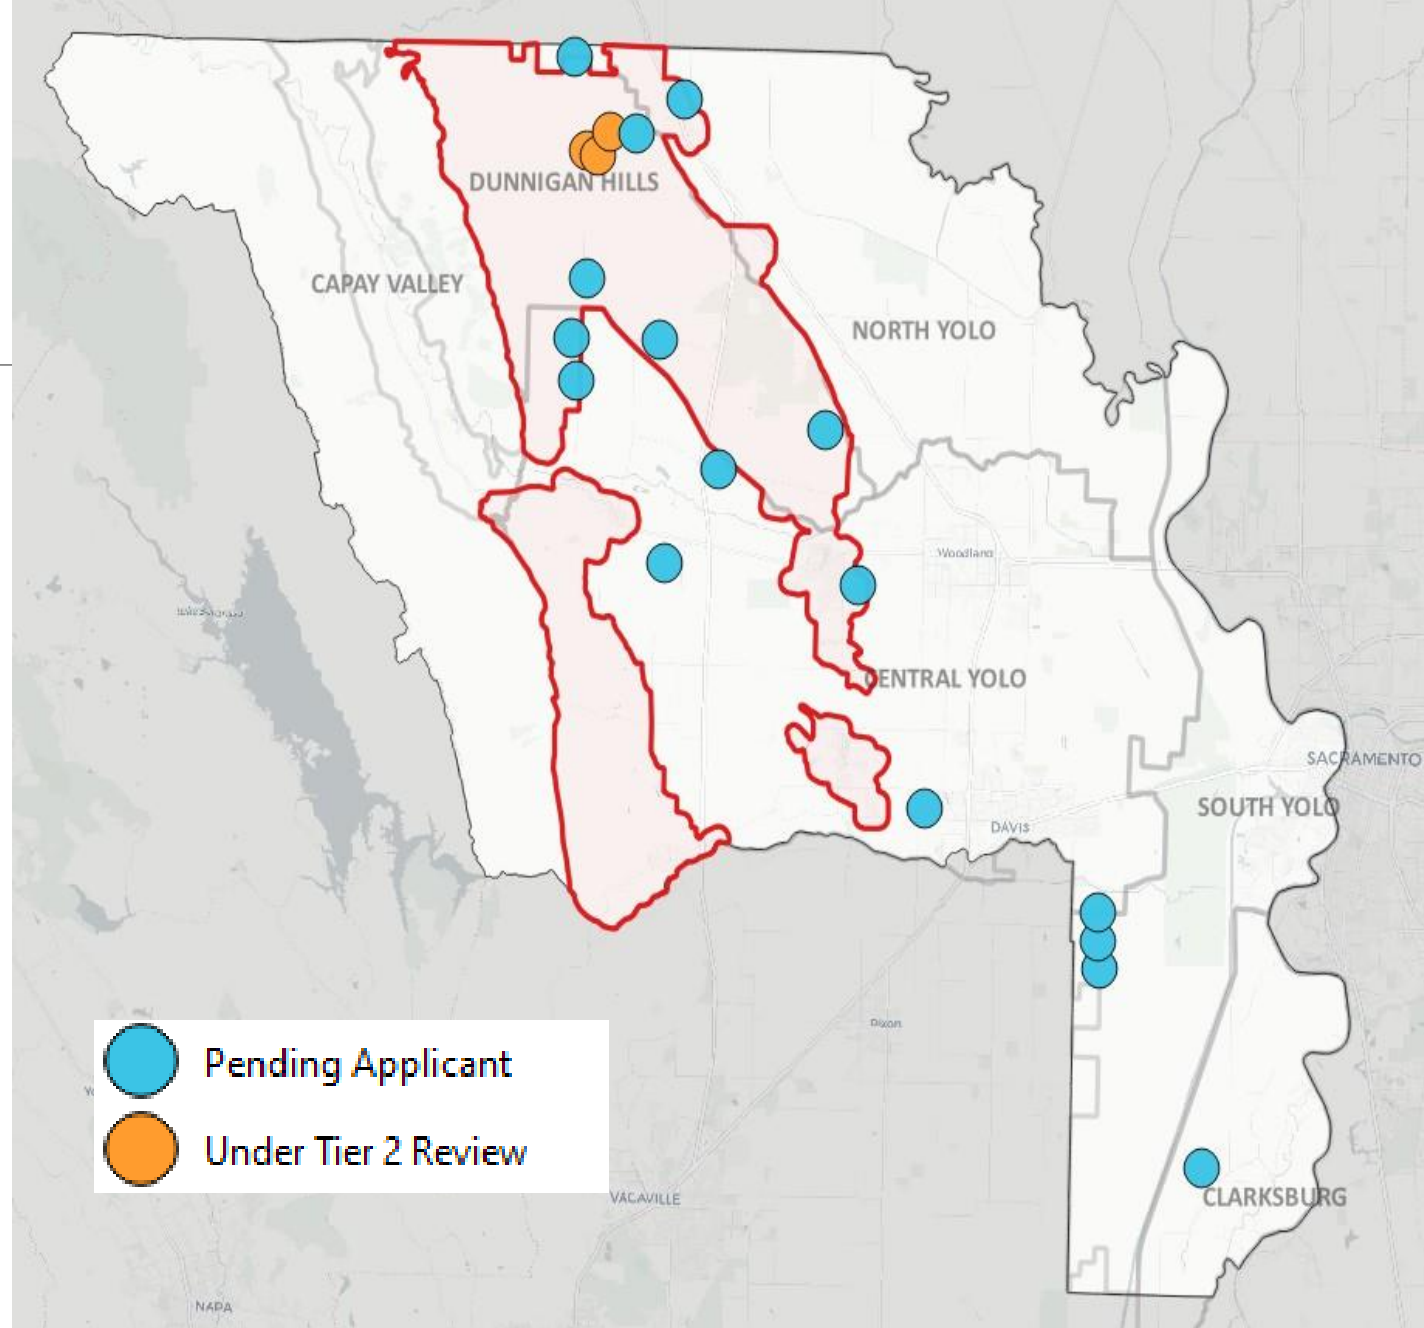 DUNNIGAN HILLS
CAPAY VALLEY
NORTH YOLO
Woodland
CENTRAL YOLO
SACRAMENTO
SOUTH YOLO
DAVIS
Dixon
Pending Applicant
Under Tier 2 Review
VACAVILLE
CLARKSBURG
NAPA